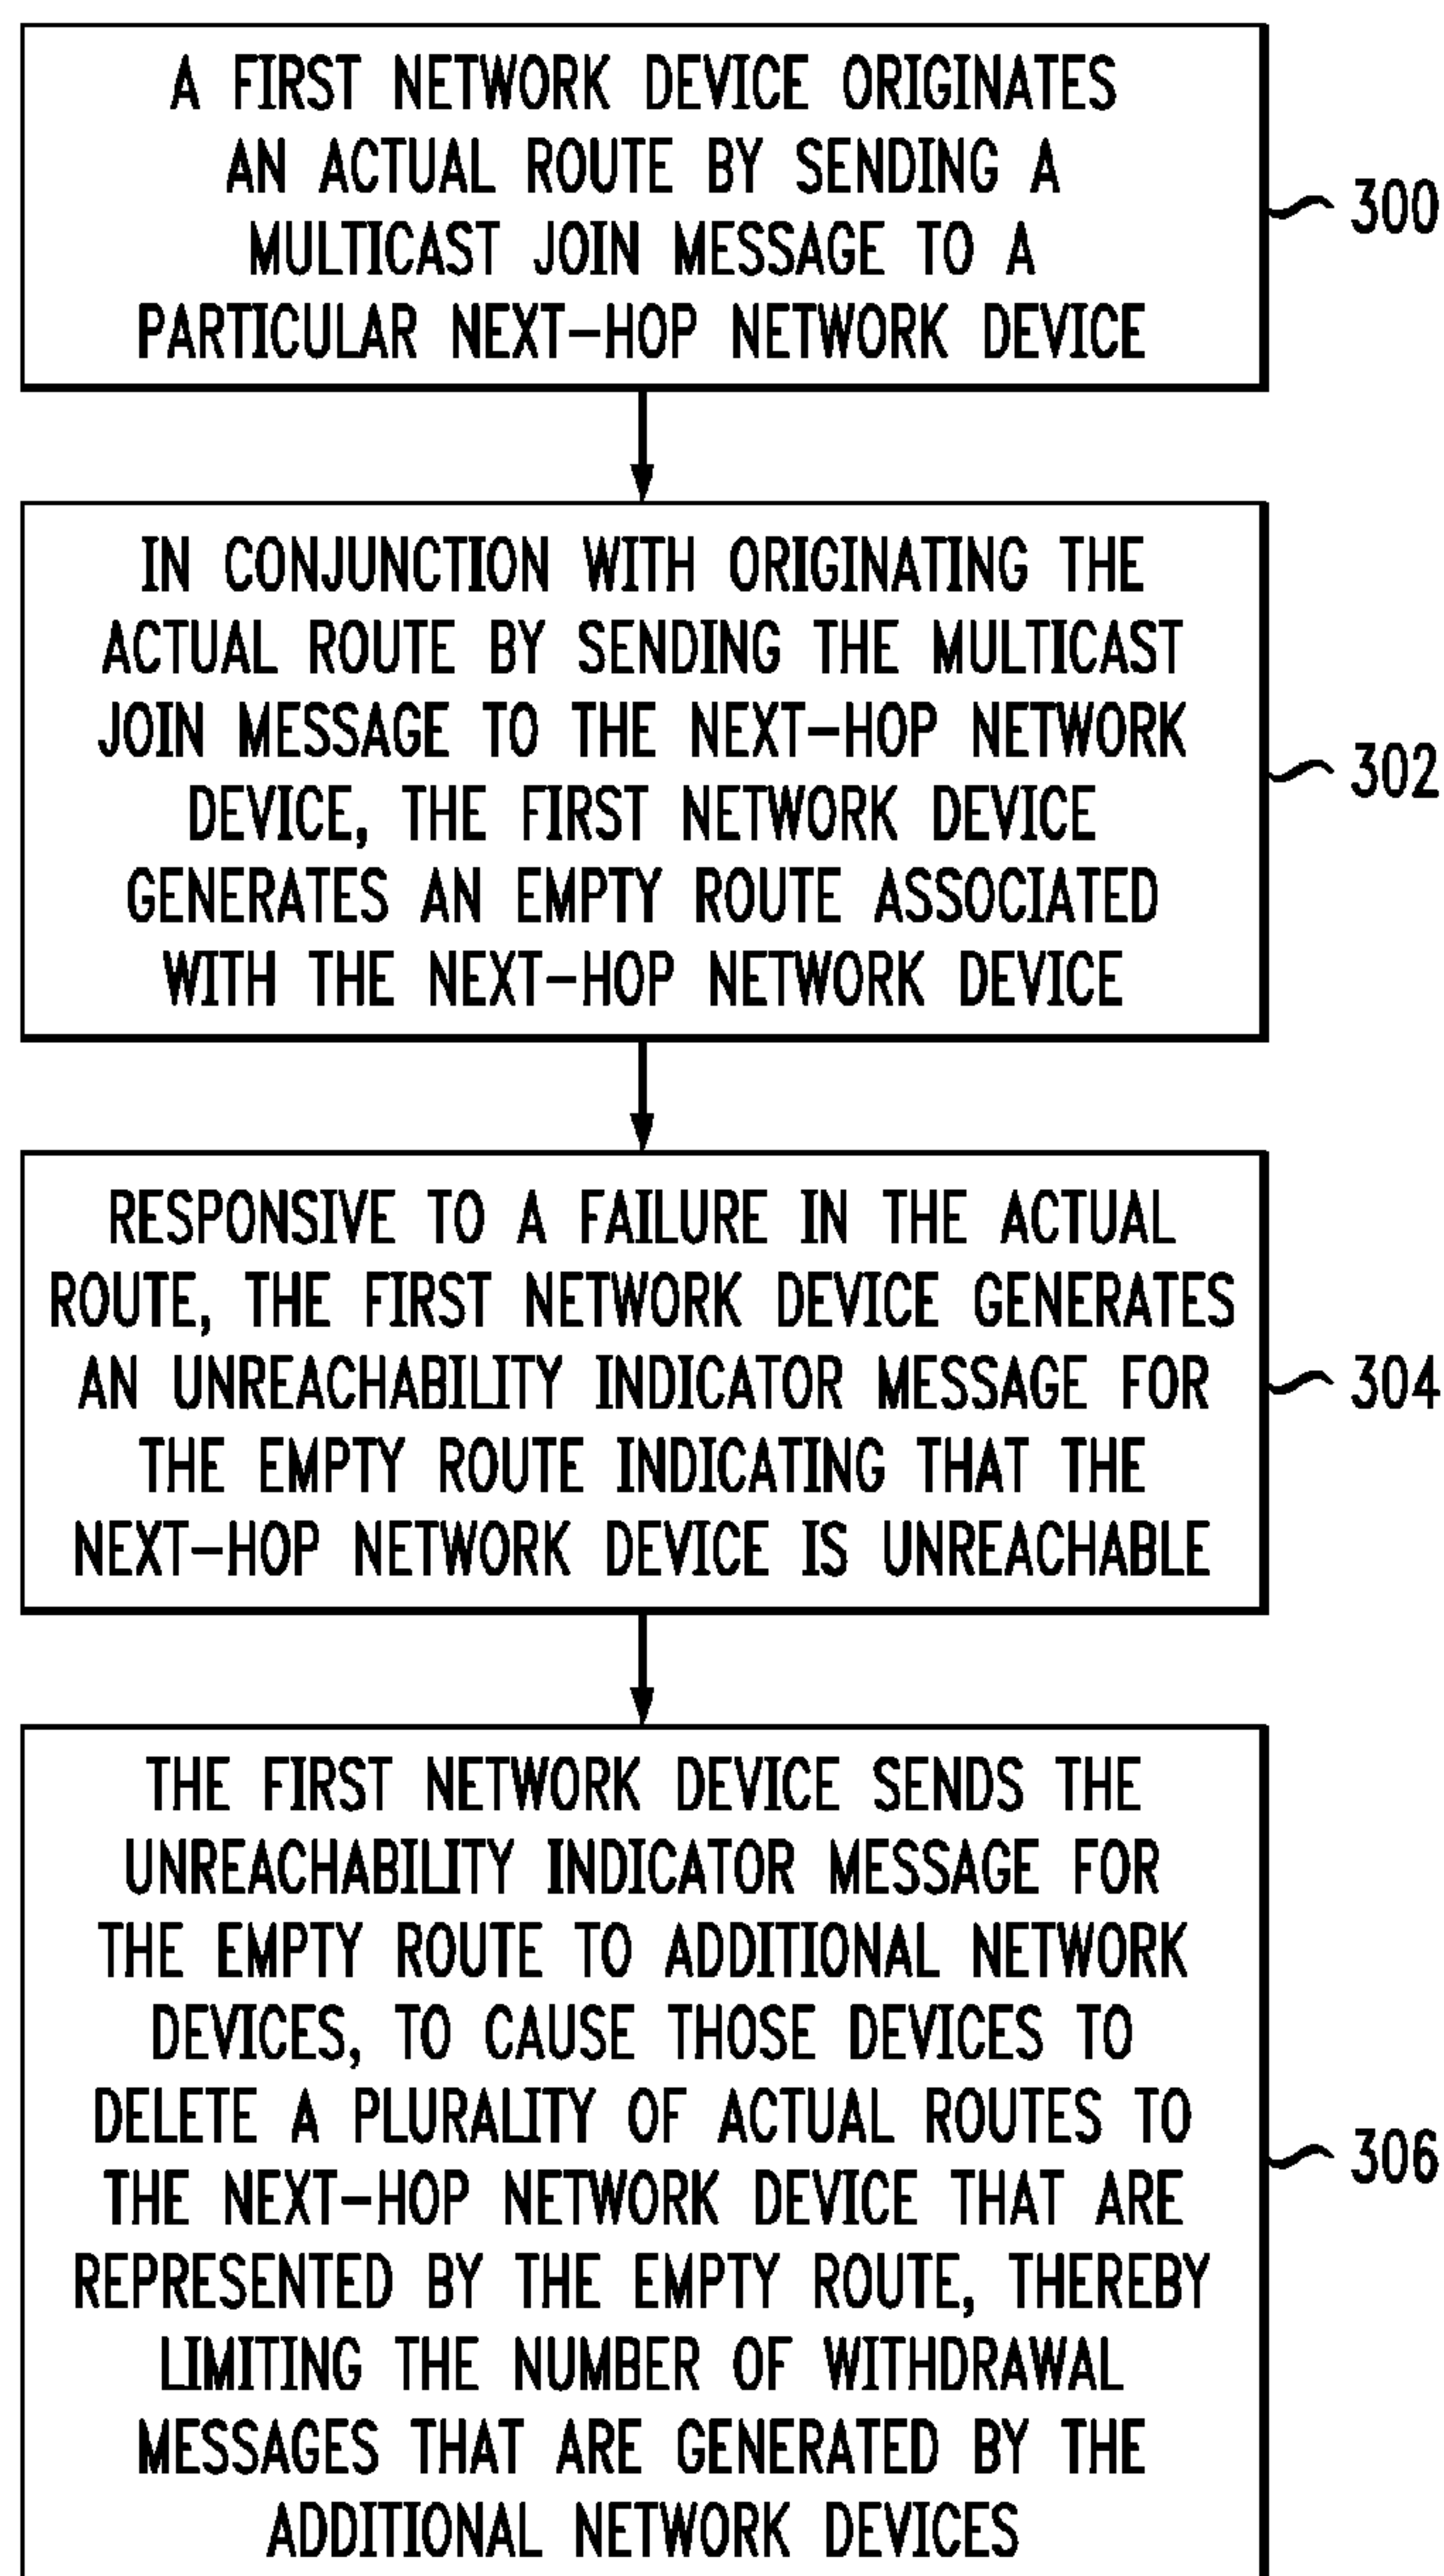 A FIRST NETWORK DEVICE ORIGINATES
AN ACTUAL ROUTE BY SENDING A
MULTICAST JOIN MESSAGE TO A
PARTICULAR NEXT-HOP NETWORK DEVICE
300
IN CONJUNCTION WITH ORIGINATING THE
ACTUAL ROUTE BY SENDING THE MULTICAST
JOIN MESSAGE TO THE NEXT-HOP NETWORK
DEVICE, THE FIRST NETWORK DEVICE
GENERATES AN EMPTY ROUTE ASSOCIATED
WITH THE NEXT-HOP NETWORK DEVICE
302
RESPONSIVE TO A FAILURE IN THE ACTUAL
ROUTE, THE FIRST NETWORK DEVICE GENERATES
AN UNREACHABILITY INDICATOR MESSAGE FOR
THE EMPTY ROUTE INDICATING THAT THE
NEXT-HOP NETWORK DEVICE IS UNREACHABLE
304
THE FIRST NETWORK DEVICE SENDS THE
UNREACHABILITY INDICATOR MESSAGE FOR
THE EMPTY ROUTE TO ADDITIONAL NETWORK
DEVICES, TO CAUSE THOSE DEVICES TO
DELETE A PLURALITY OF ACTUAL ROUTES TO
THE NEXT-HOP NETWORK DEVICE THAT ARE
REPRESENTED BY THE EMPTY ROUTE, THEREBY
LIMITING THE NUMBER OF WITHDRAWAL
MESSAGES THAT ARE GENERATED BY THE
ADDITIONAL NETWORK DEVICES
306